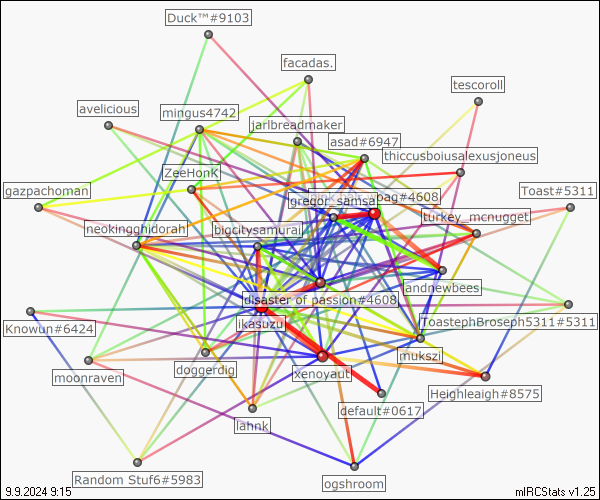 Duck™#9103
facadas.
tescoroll
avelicious
mingus4742
jarlbreadmaker
asad#6947
thiccusboiusalexusjoneus
ZeeHonK
gregor_samsa
bag#4608
gazpachoman
Toast#5311
turkey_mcnugget
neokingghidorah
bigcitysamurai
landnewbees
disaster of passion#4608
ikasuzu
ToastephBroseph5311#5311
Knowun#6424
mukszi
doggerdig
xenoyaut
moonraven
Heighleaigh#8575
default#0617
lahnk
Random Stuf6#5983
ogshroom
9.9.2024 9:15
mIRCStats v1.25